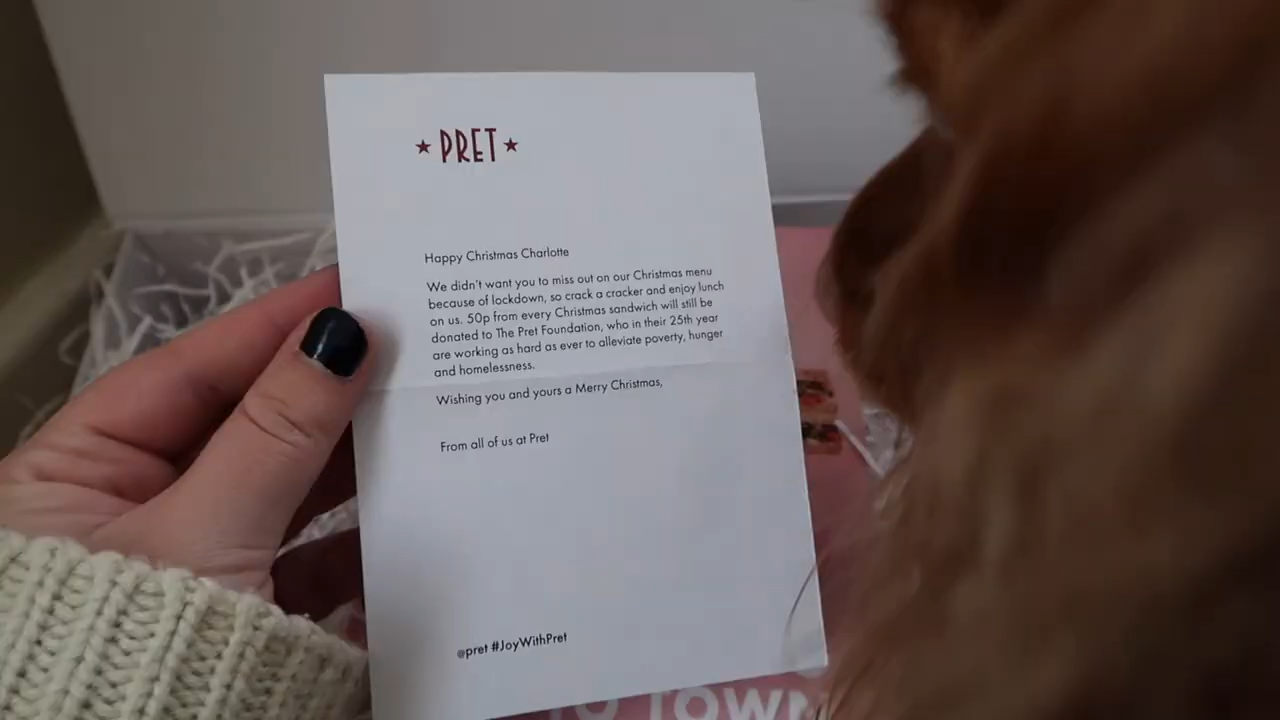 ★ PRET ★
Happy Christmas Charlotte
We didn't want you to miss out on our Christmas menu
because of lockdown, so crack a cracker and enjoy lunch
on us. 50p from every Christmas sandwich will still be
donated to The Pret Foundation, who in their 25th year
are working as hard as ever to alleviate poverty, hunger
and homelessness.
Wishing you and yours a Merry Christmas,
From all of us at Pret
@pret #JoyWithPret
TO TOWN